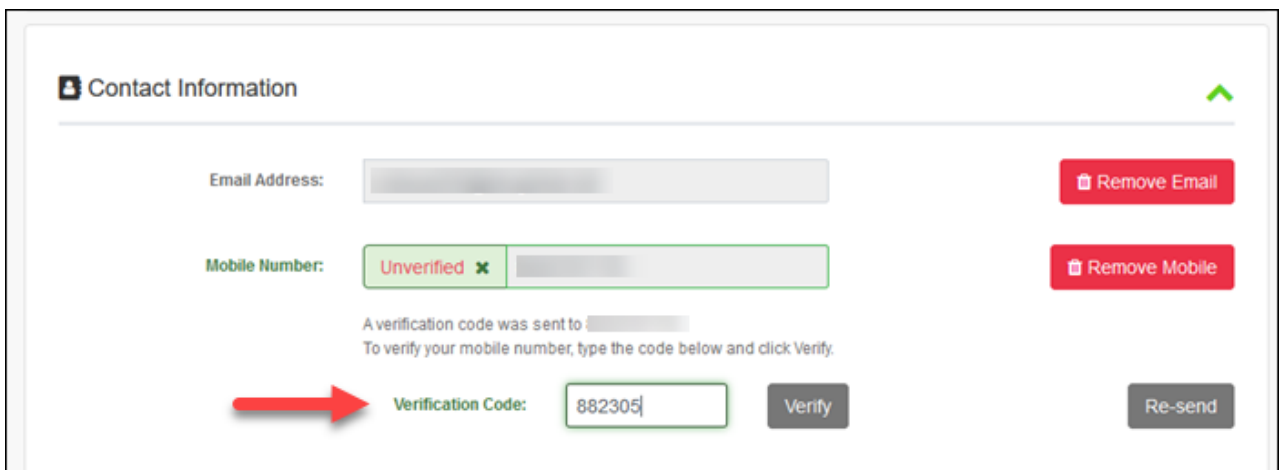 Contact Information
Email Address:
Remove Email
Mobile Number:
Unverified
Remove Mobile
A verification code was sent to
To verify your mobile number, type the code below and click Verify.
Verification Code:
882305
Verify
Re-send